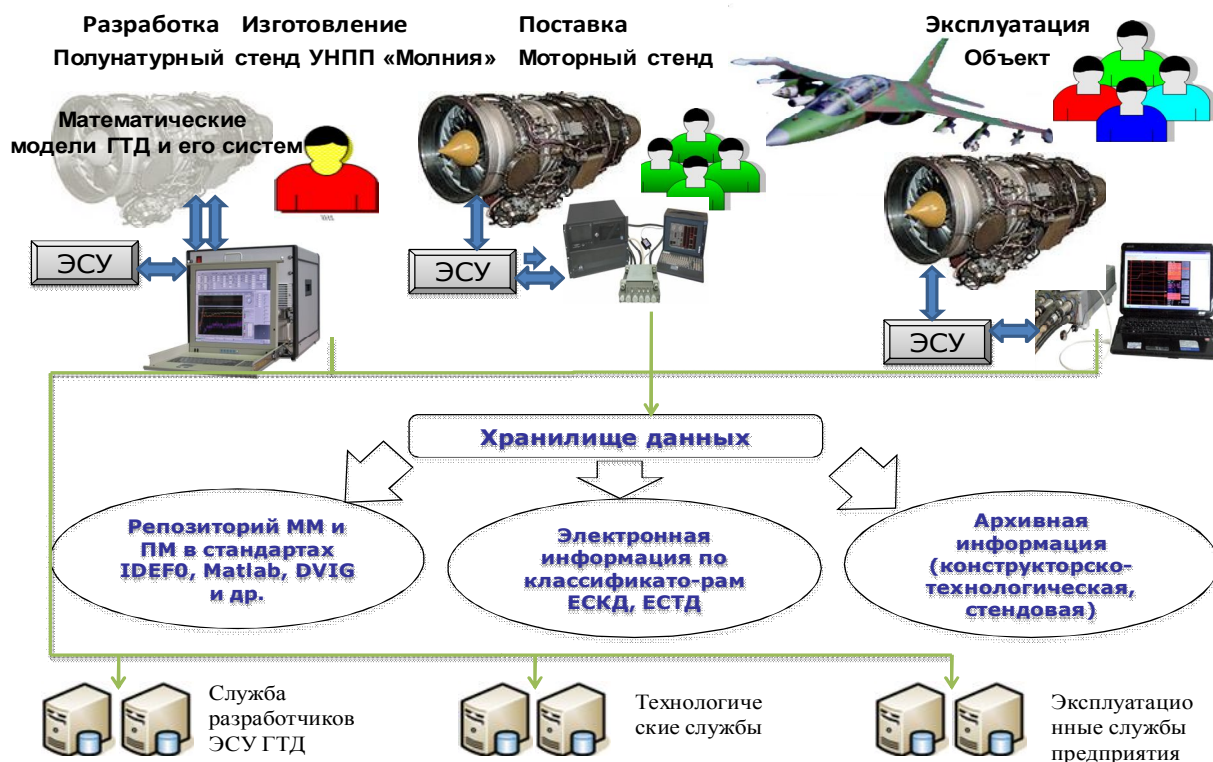 Разработка Изготовление
Полунатурный стенд УНПП «Молния»
Поставка
Моторный стенд
Эксплуатация
Объект
Математические
модели ГТД и его систем
ЭСУ
ЭСУ
ЭСУ
Хранилище данных
Репозиторий ММ и
ПМ в стандартах
IDEF0, Matlab, DVIG
и др.
Электронная
информация по
классификато-рам
ЕСКД, ЕСТД
Архивная
информация
(конструкторско-
технологическая,
стендовая)
Служба
разработчиков
ЭСУ ГТД
Технологиче
ские службы
Эксплуатацио
нные службы
предприятия